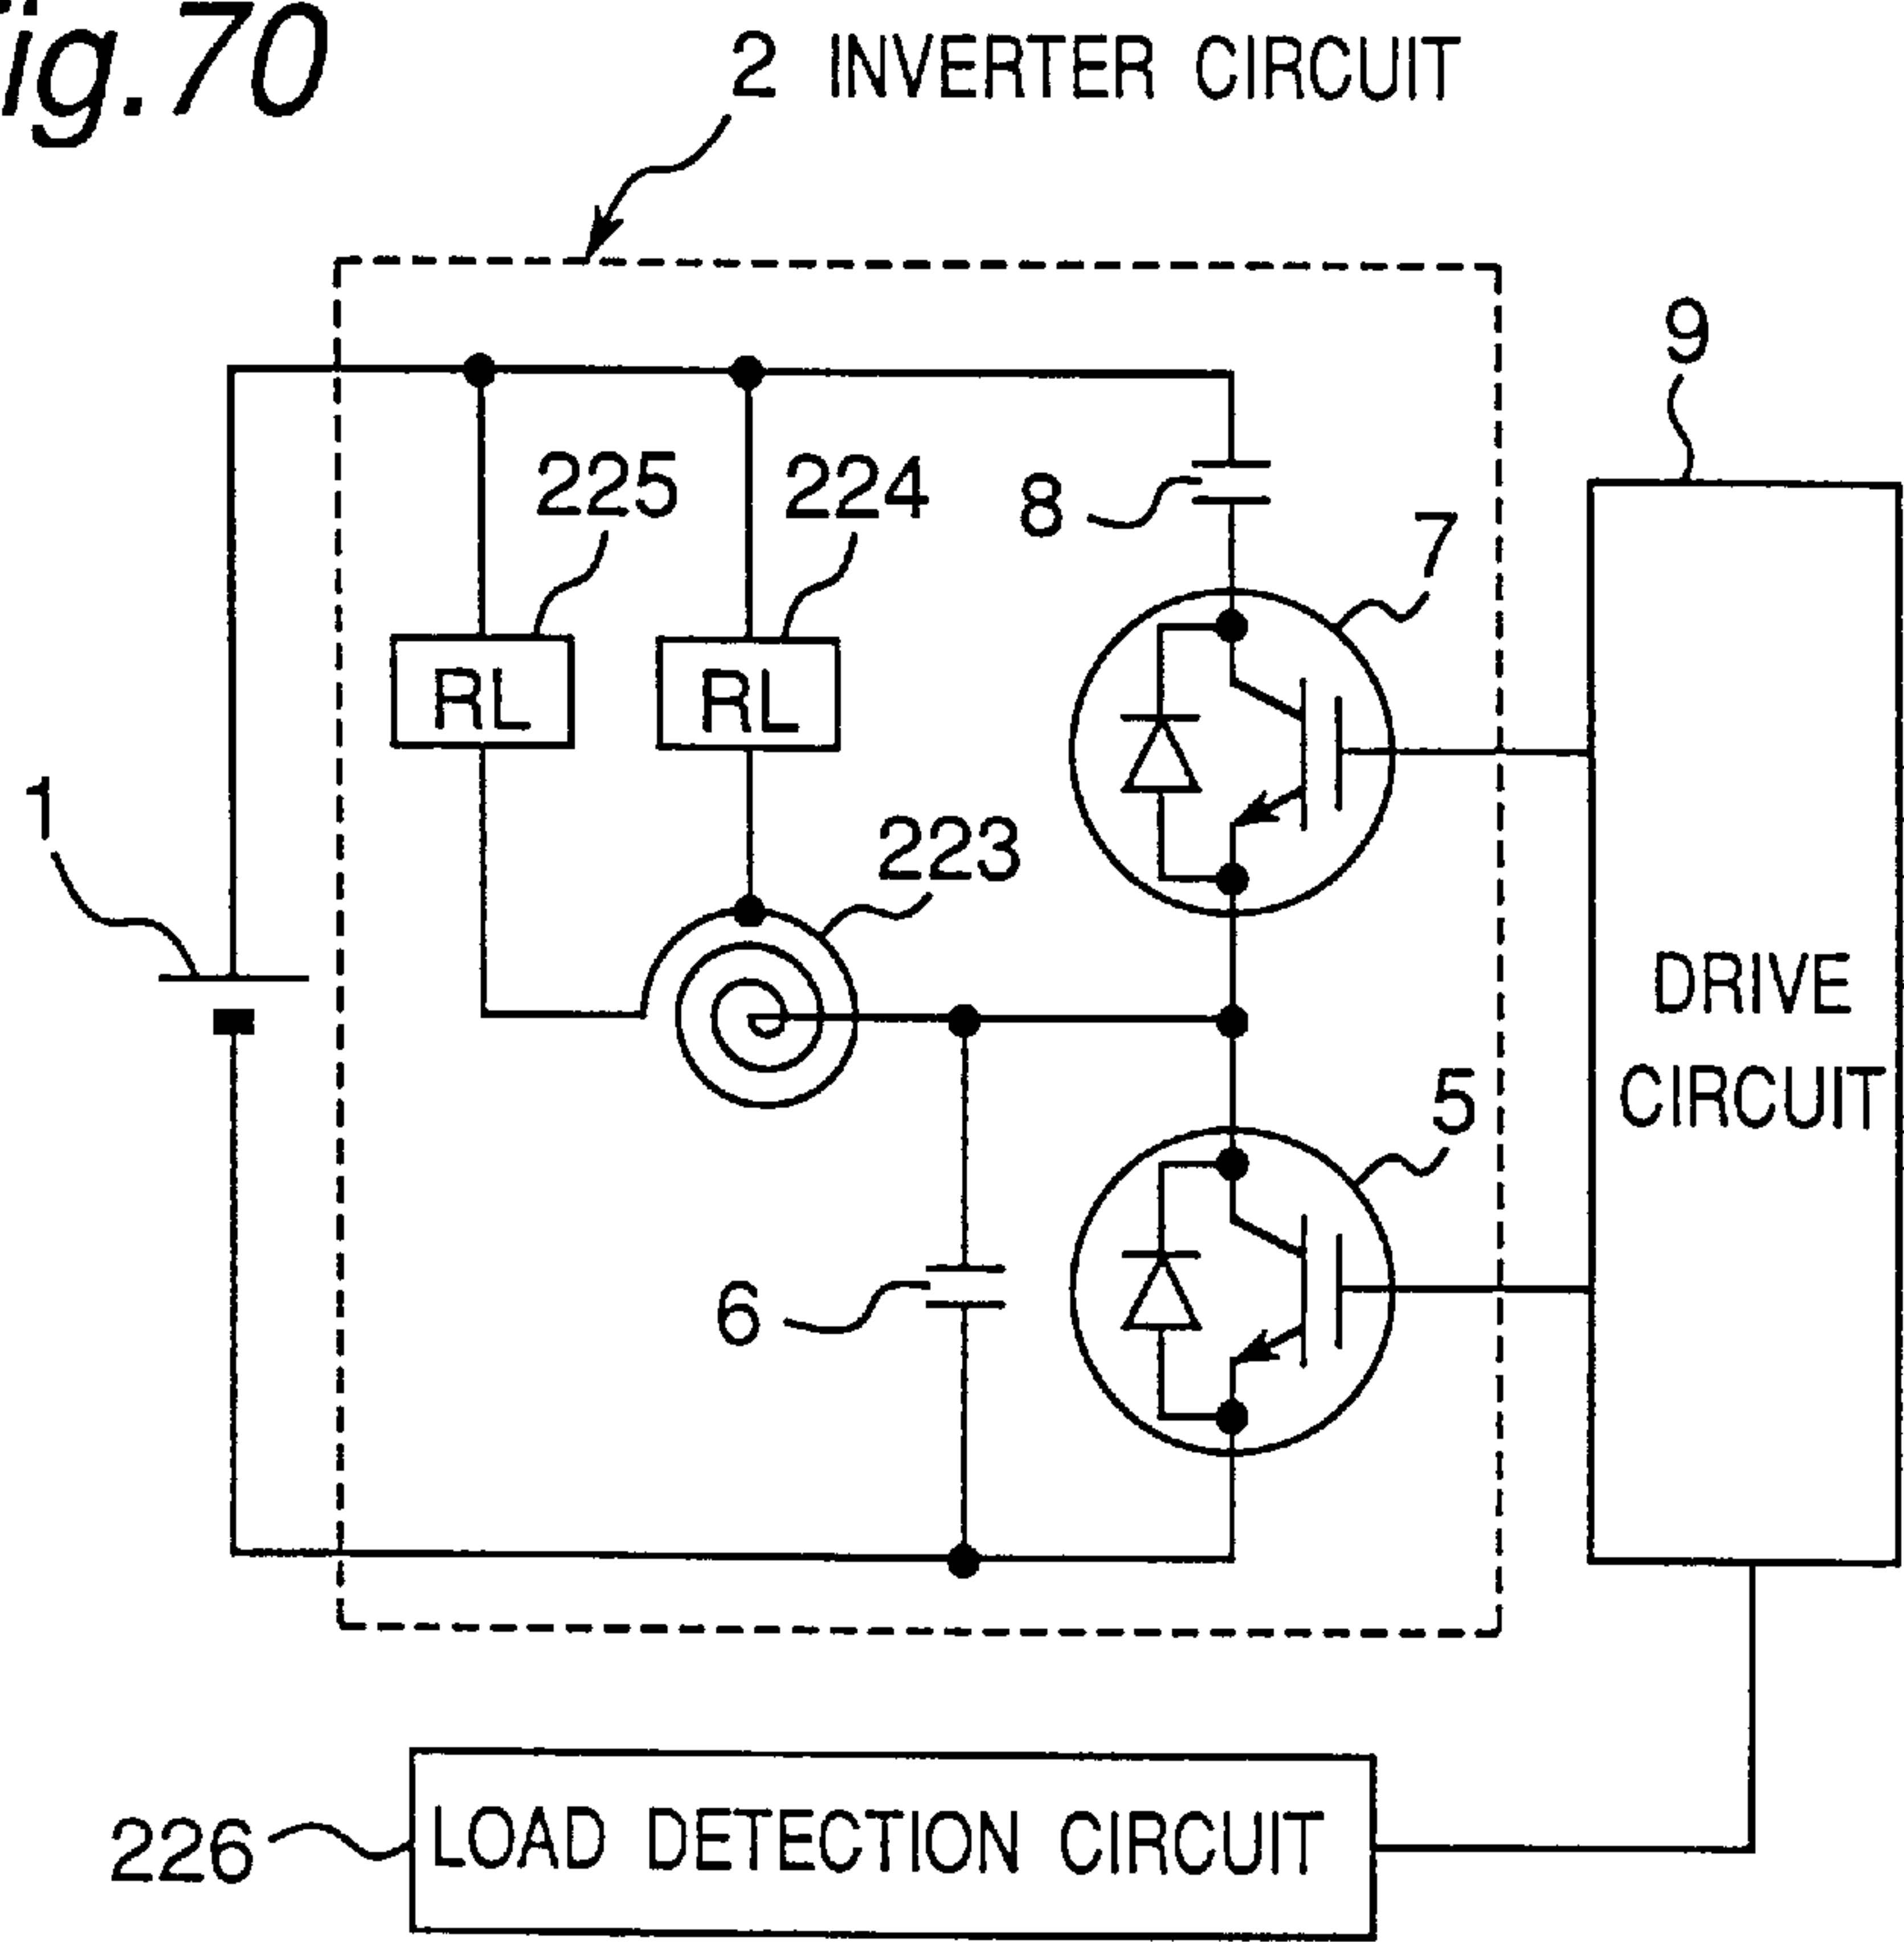 ig.70
2 INVERTER CIRCUIT
9
225
224
8
7
RL
RL
1
223
DRIVE
CIRCUIT
5
6
226
LOAD DETECTION CIRCUIT